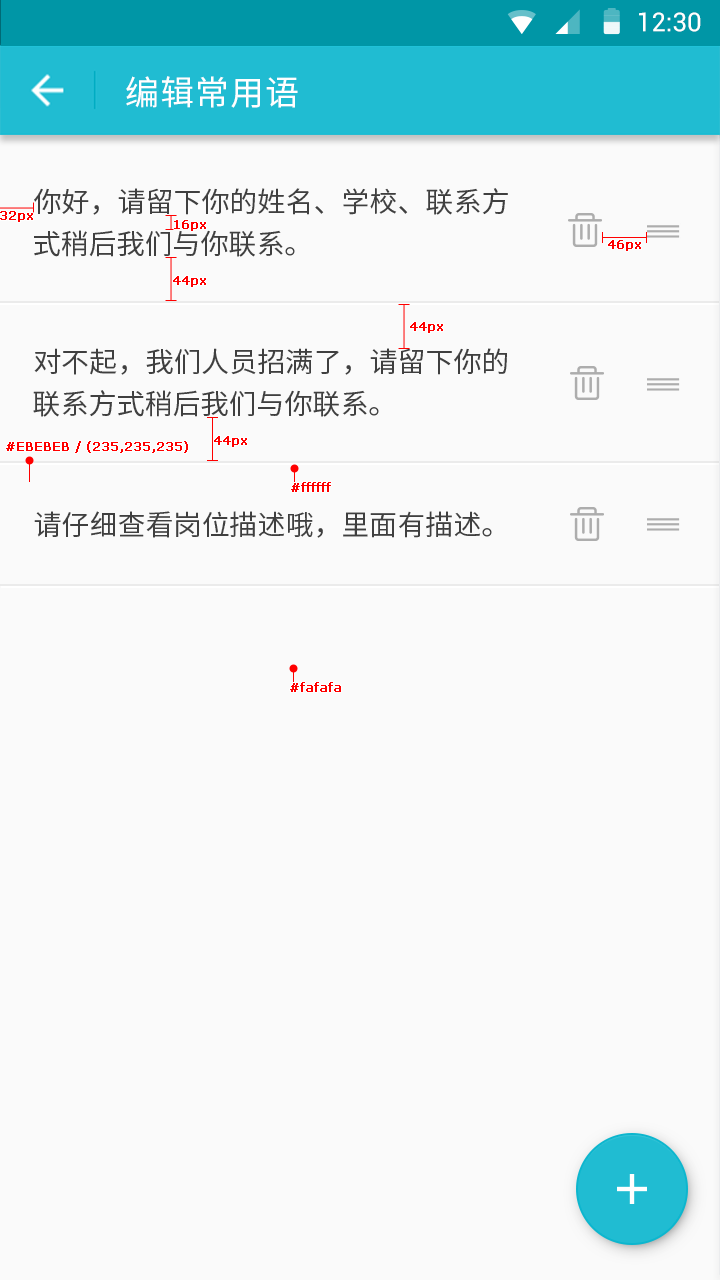 12:30
编辑常用语
你好，请留下你的姓名、学校、联系方
32px
16px
式稍后我们与你联系。
46px
44px
44px
对不起，我们人员招满了，请留下你的
联系方式稍后我们与你联系。
44px
#EBEBEB / (235,235,235)
#ffffff
请仔细查看岗位描述哦，里面有描述。
#fafafa